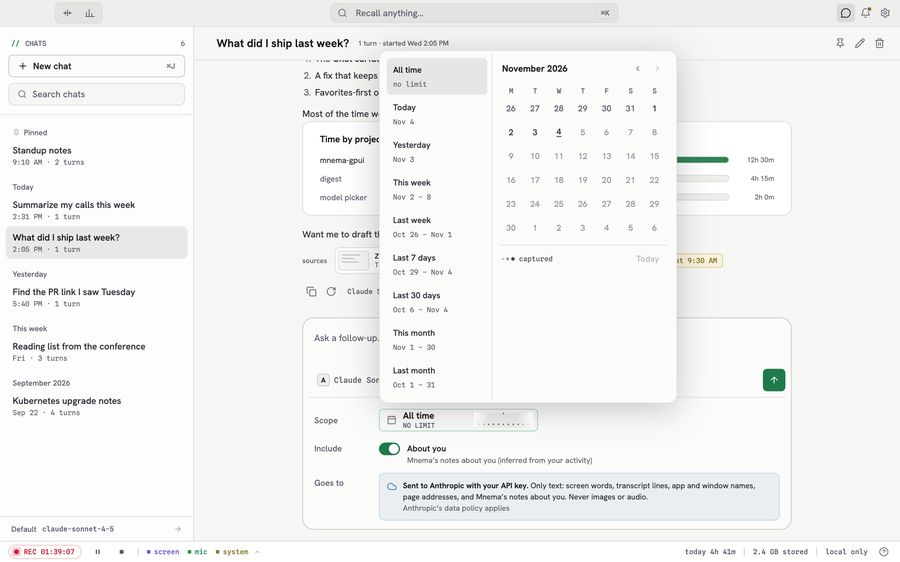 Recall anything...
⌘K
// CHATS 6
+ New chat ⌘J
Search chats
Pinned
Standup notes
9:10 AM · 2 turns
Today
Summarize my calls this week
2:31 PM · 1 turn
What did I ship last week?
2:05 PM · 1 turn
Yesterday
Find the PR link I saw Tuesday
5:40 PM · 1 turn
This week
Reading list from the conference
Fri · 3 turns
September 2026
Kubernetes upgrade notes
Sep 22 · 4 turns
Default claude-sonnet-4-5
What did I ship last week? 1 turn · started Wed 2:05 PM
2. A fix that keeps
3. Favorites-first o
Most of the time w
Time by projec
mnema-gpui 12h 30m
digest 4h 15m
model picker 2h 0m
Want me to draft th
sources
at 9:30 AM
Claude S
All time
no limit
Today
Nov 4
Yesterday
Nov 3
This week
Nov 2 – 8
Last week
Oct 26 – Nov 1
Last 7 days
Oct 29 – Nov 4
Last 30 days
Oct 6 – Nov 4
This month
Nov 1 – 30
Last month
Oct 1 – 31
November 2026
M T W T F S S
26 27 28 29 30 31 1
2 3 4 5 6 7 8
9 10 11 12 13 14 15
16 17 18 19 20 21 22
23 24 25 26 27 28 29
30 1 2 3 4 5 6
captured Today
Ask a follow-up.
A Claude Son
Scope
All time
NO LIMIT
Include
About you
Mnema's notes about you (inferred from your activity)
Goes to
Sent to Anthropic with your API key. Only text: screen words, transcript lines, app and window names,
page addresses, and Mnema's notes about you. Never images or audio.
Anthropic's data policy applies
REC 01:39:07 screen mic system
today 4h 41m 2.4 GB stored local only